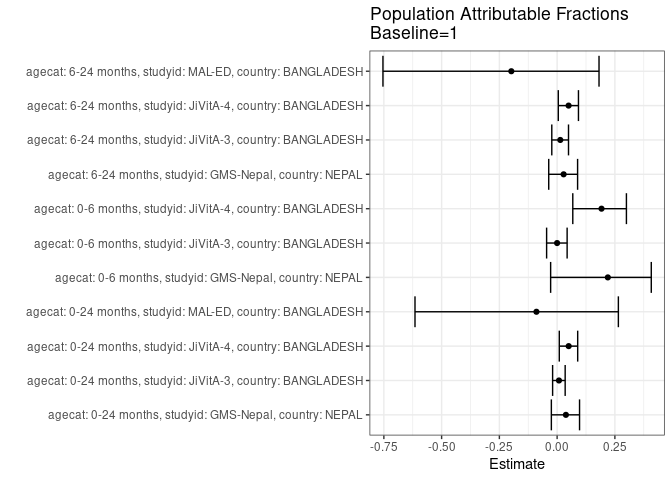 Population Attributable Fractions
Baseline=1
agecat: 6-24 months, studyid: MAL-ED, country: BANGLADESH
agecat: 6-24 months, studyid: JiVitA-4, country: BANGLADESH
agecat: 6-24 months, studyid: JiVitA-3, country: BANGLADESH
agecat: 6-24 months, studyid: GMS-Nepal, country: NEPAL
agecat: 0-6 months, studyid: JiVitA-4, country: BANGLADESH
agecat: 0-6 months, studyid: JiVitA-3, country: BANGLADESH
agecat: 0-6 months, studyid: GMS-Nepal, country: NEPAL
agecat: 0-24 months, studyid: MAL-ED, country: BANGLADESH
agecat: 0-24 months, studyid: JiVitA-4, country: BANGLADESH
agecat: 0-24 months, studyid: JiVitA-3, country: BANGLADESH
agecat: 0-24 months, studyid: GMS-Nepal, country: NEPAL
-0.75 -0.50 -0.25 0.00 0.25
Estimate